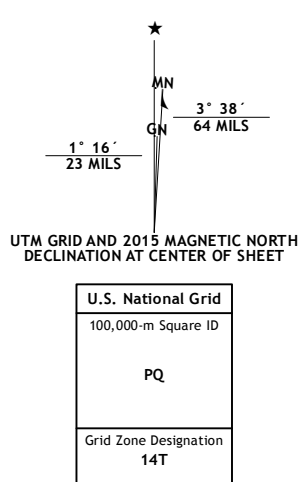 ★
MN
3° 38´
64 MILS
GN
1° 16´
23 MILS
UTM GRID AND 2015 MAGNETIC NORTH
DECLINATION AT CENTER OF SHEET
U.S. National Grid
100,000-m Square ID
PQ
Grid Zone Designation
14T